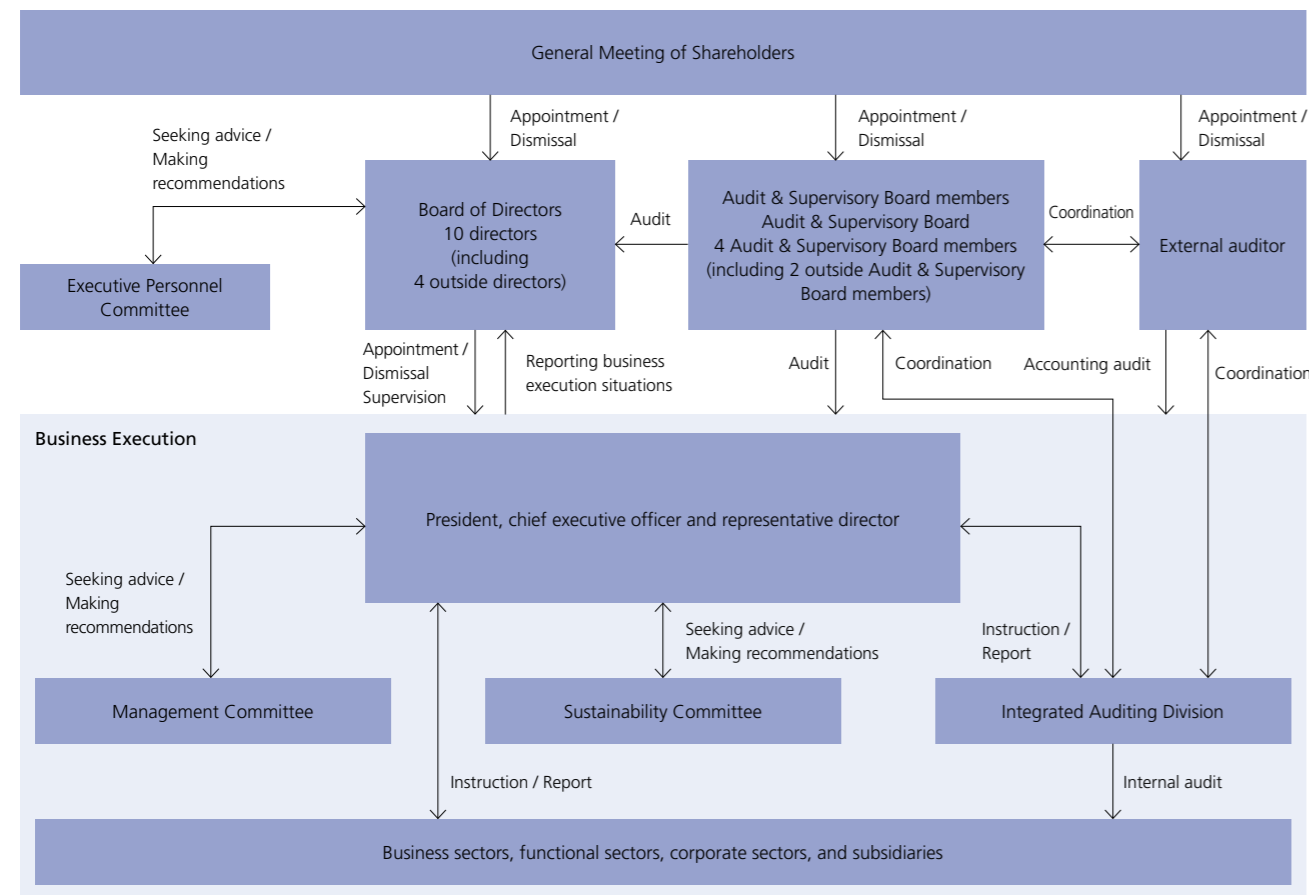 General Meeting of Shareholders
Appointment /
Dismissal
Appointment /
Dismissal
Appointment /
Dismissal
Seeking advice /
Making
recommendations
Board of Directors
10 directors
(including
4 outside directors)
Audit
Audit & Supervisory Board members
Audit & Supervisory Board
4 Audit & Supervisory Board members
(including 2 outside Audit & Supervisory
Board members)
Coordination
External auditor
Executive Personnel
Committee
Appointment /
Dismissal
Supervision
Reporting business
execution situations
Audit
Coordination
Accounting audit
Coordination
Business Execution
President, chief executive officer and representative director
Seeking advice /
Making
recommendations
Seeking advice /
Making recommendations
Instruction /
Report
Management Committee
Sustainability Committee
Integrated Auditing Division
Instruction / Report
Internal audit
Business sectors, functional sectors, corporate sectors, and subsidiaries